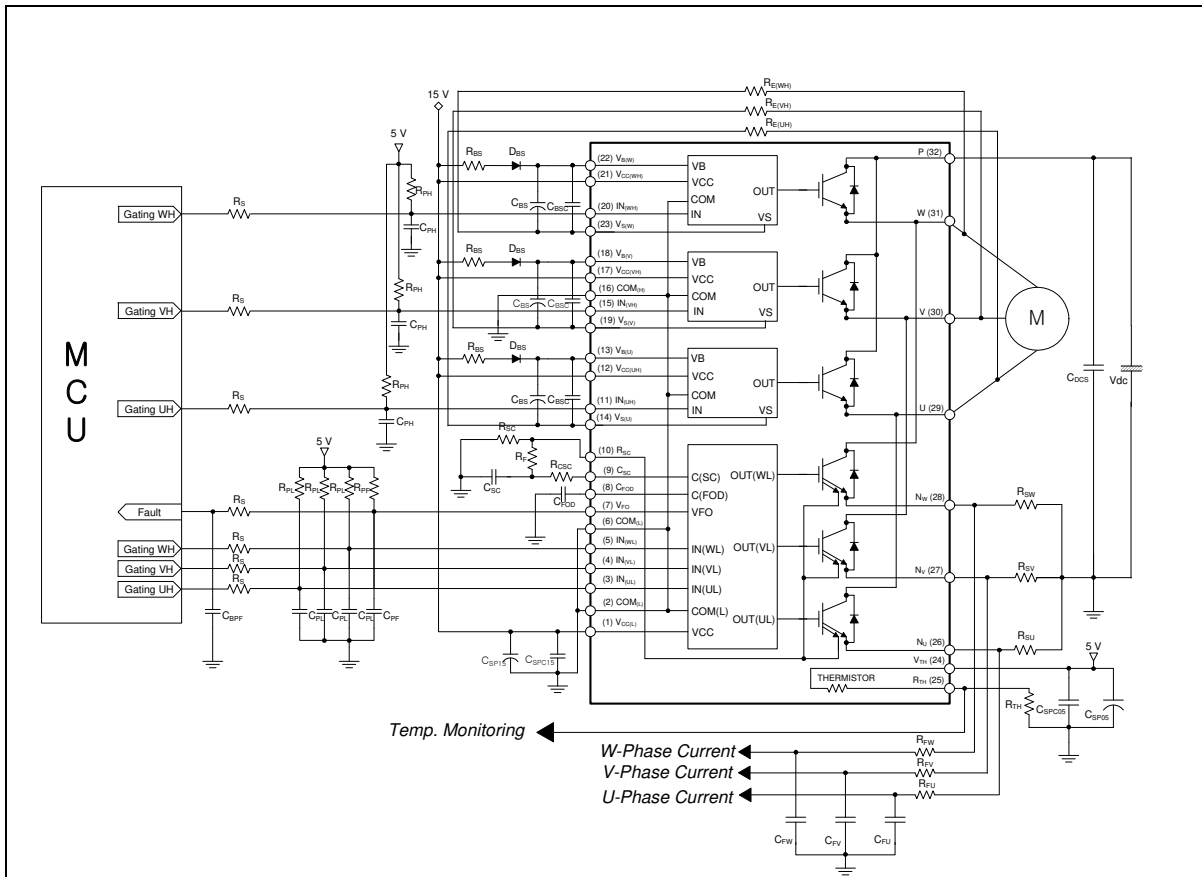 RE(WH)
RE(VH)
RE(UH)
15 V
5 V
RBS DBS
CBS CBSC
(22) VB(W)
(21) VCC(WH)
(20) IN(WH)
(23) VS(W)
VB
VCC
COM
IN
OUT
VS
P (32)
W (31)
Gating WH
RS
RPH
CPH
RBS DBS
CBS CBSC
(18) VB(V)
(17) VCC(VH)
(16) COM(H)
(15) IN(VH)
(19) VS(V)
VB
VCC
COM
IN
OUT
VS
V (30)
M
Gating VH
RS
RPH
CPH
MCU
RBS DBS
CBS CBSC
(13) VB(U)
(12) VCC(UH)
(11) IN(UH)
(14) VS(U)
VB
VCC
COM
IN
OUT
VS
U (29)
CDCS
Vdc
Gating UH
RS
RPH
CPH
5 V
RPL RPL RPL RPF
RSC
RF
RCSC
CSC
CFOD
(10) RSC
(9) CSC
(8) CFOD
(7) VFO
(6) COM(L)
(5) IN(WL)
(4) IN(VL)
(3) IN(UL)
(2) COM(L)
(1) VCC(L)
C(SC)
C(FOD)
VFO
IN(WL)
IN(VL)
IN(UL)
COM(L)
VCC
OUT(WL)
OUT(VL)
OUT(UL)
NW (28)
NV (27)
NU (26)
VTH (24)
RTH (25)
RSW
RSV
RSU
Fault
RS
Gating WH
RS
Gating VH
RS
Gating UH
RS
CBPF
CPL CPL CPL CPF
CSP15
CSPC15
THERMISTOR
5 V
RTH
CSPC05
CSP05
Temp. Monitoring
W-Phase Current
RFW
V-Phase Current
RFV
U-Phase Current
RFU
CFW
CFV
CFU